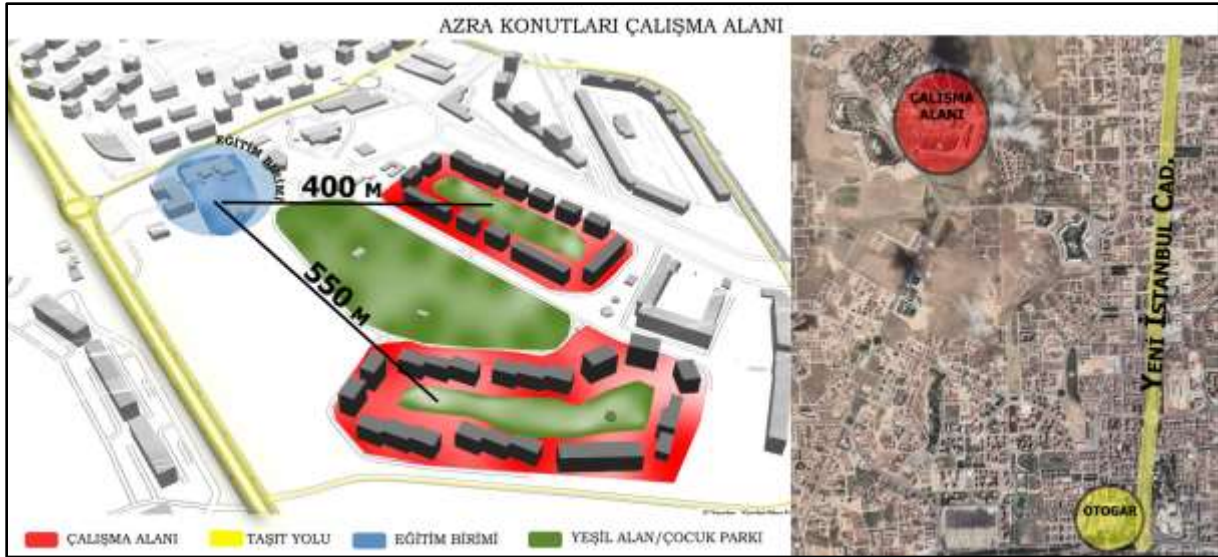 AZRA KONUTLARI ÇALIŞMA ALANI
EĞİTİM BİRİMİ
400 M
550 M
ÇALIŞMA ALANI
TAŞIT YOLU
EĞİTİM BİRİMİ
YEŞİL ALAN/ÇOCUK PARKI
ÇALIŞMA
ALANI
YENİ İSTANBUL CAD.
OTOGAR